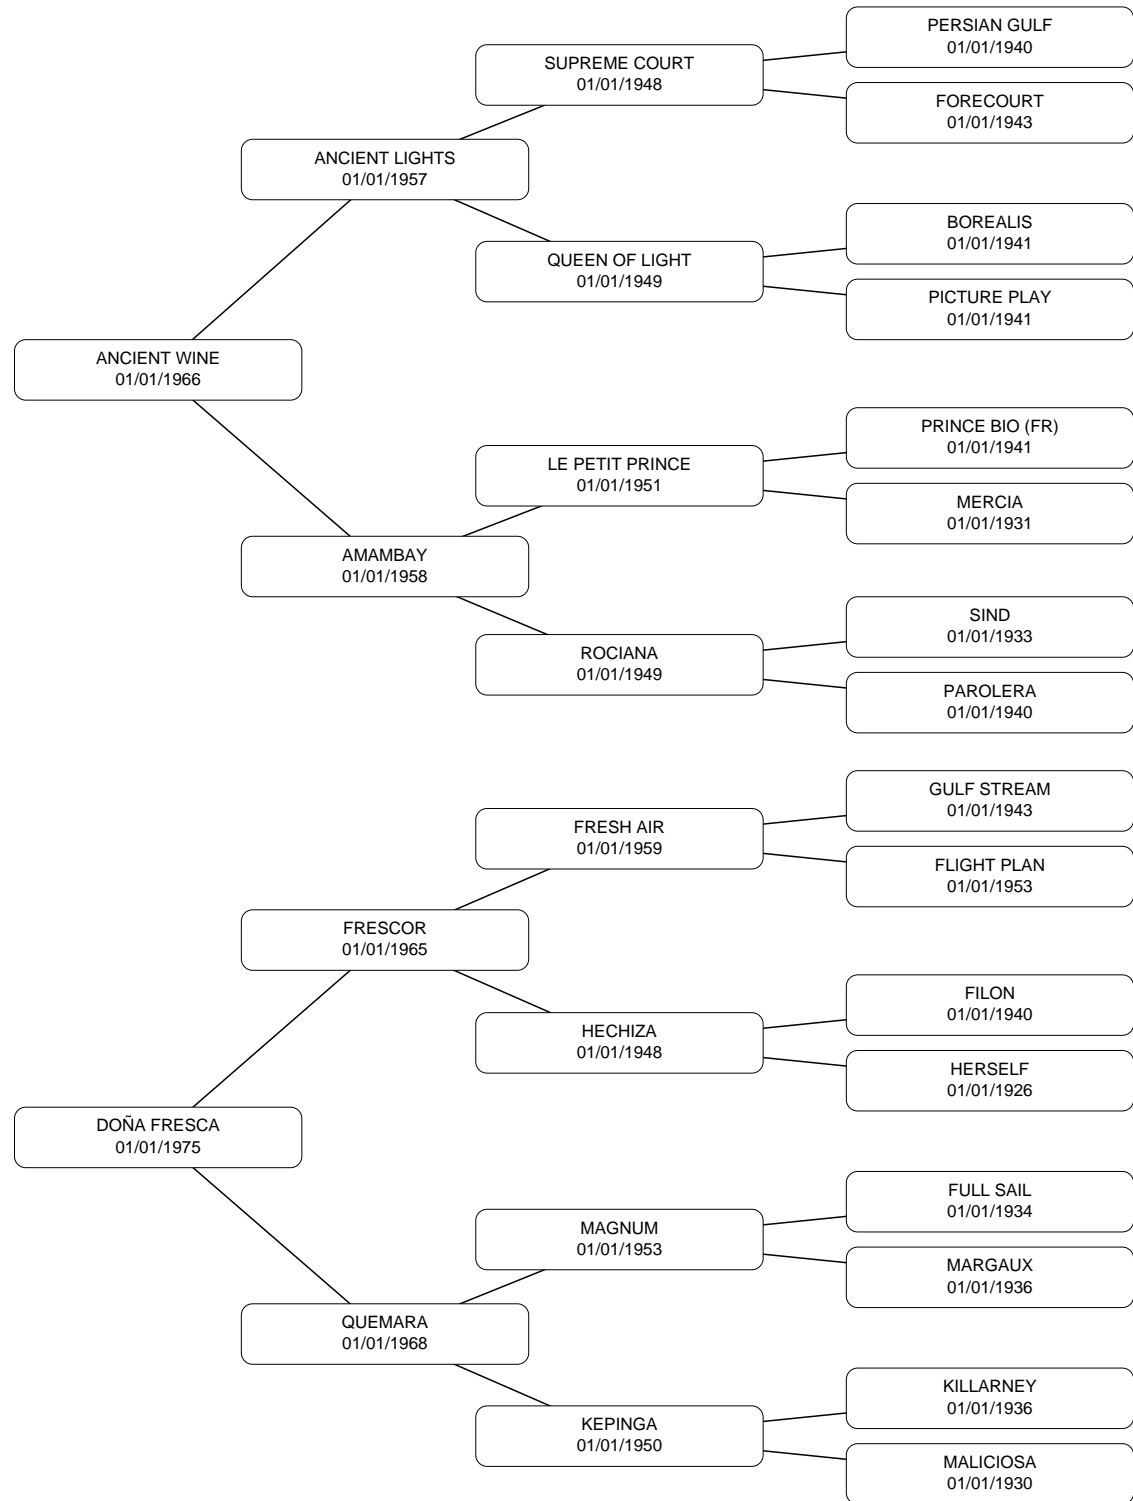 PERSIAN GULF
01/01/1940
SUPREME COURT
01/01/1948
FORECOURT
01/01/1943
ANCIENT LIGHTS
01/01/1957
BOREALIS
01/01/1941
QUEEN OF LIGHT
01/01/1949
PICTURE PLAY
01/01/1941
ANCIENT WINE
01/01/1966
PRINCE BIO (FR)
01/01/1941
LE PETIT PRINCE
01/01/1951
MERCIA
01/01/1931
AMAMBAY
01/01/1958
SIND
01/01/1933
ROCIANA
01/01/1949
PAROLERA
01/01/1940
GULF STREAM
01/01/1943
FRESH AIR
01/01/1959
FLIGHT PLAN
01/01/1953
FRESCOR
01/01/1965
FILON
01/01/1940
HECHIZA
01/01/1948
HERSELF
01/01/1926
DOÑA FRESCA
01/01/1975
FULL SAIL
01/01/1934
MAGNUM
01/01/1953
MARGAUX
01/01/1936
QUEMARA
01/01/1968
KILLARNEY
01/01/1936
KEPINGA
01/01/1950
MALICIOSA
01/01/1930